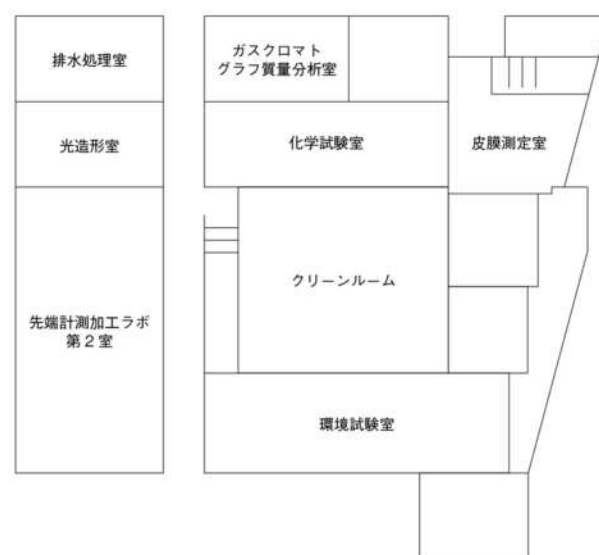 排水処理室
ガスクロマト
グラフ質量分析室
光造形室
化学試験室
皮膜測定室
クリーンルーム
先端計測加工ラボ
第２室
環境試験室